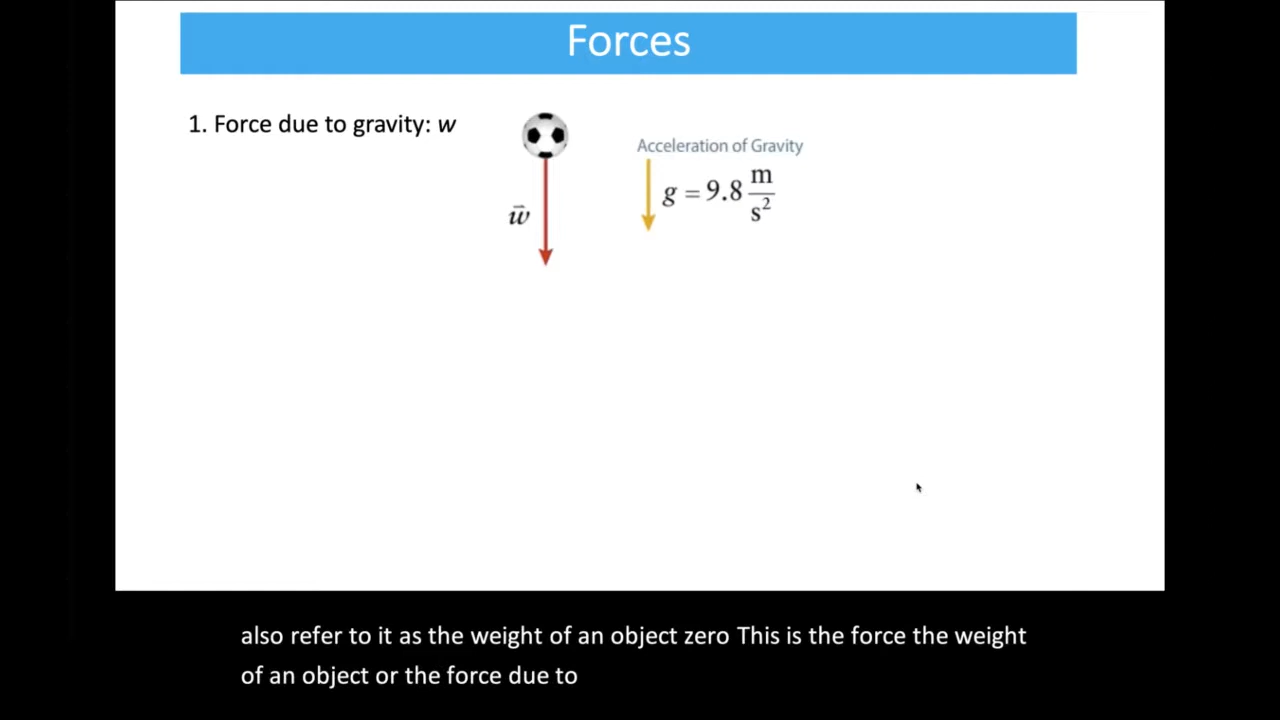 Forces
1. Force due to gravity: w
Acceleration of Gravity
g = 9.8 m/s²
w⃗
also refer to it as the weight of an object zero This is the force the weight
of an object or the force due to